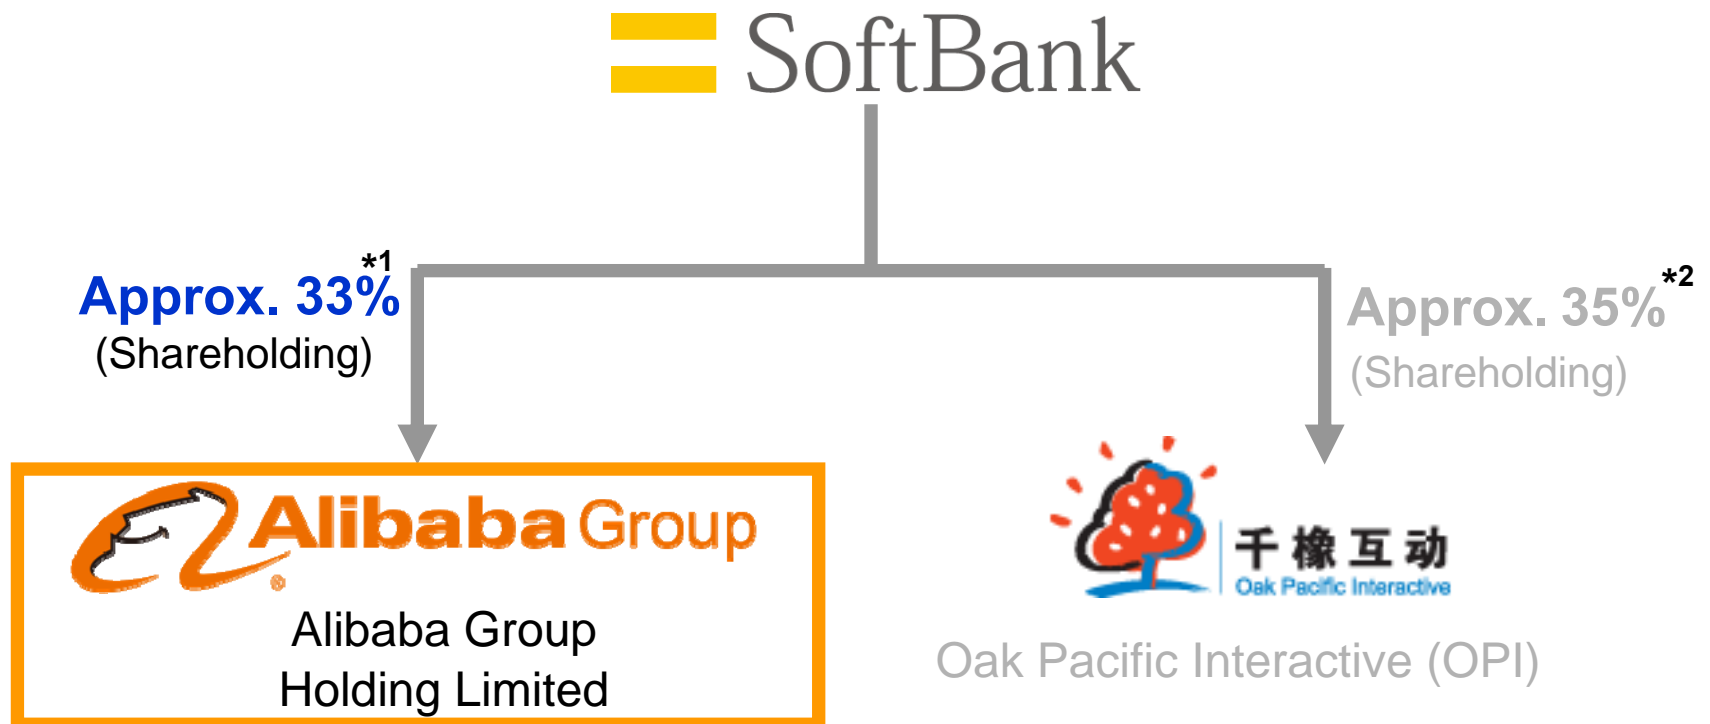 SoftBank
Approx. 33%*1
(Shareholding)
Approx. 35%*2
(Shareholding)
Alibaba Group
®
Alibaba Group
Holding Limited
千橡互动
Oak Pacific Interactive
Oak Pacific Interactive (OPI)